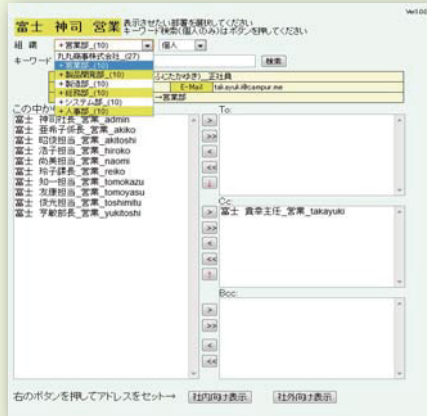 Ver3.00
富士 神司 営業
表示させたい部署を選択してください
キーワード検索(個人のみ)はボタンを押してください
組 織 +営業部_(10) 個人
キーワード 検索
丸丸商事株式会社_(27)
+営業部_(10)
+製品開発部_(10)
+製造部_(10)
+総務部_(10)
+システム部_(10)
+人事部_(10)
ふじたかゆき)__正社員
E-Mail takayuki@campur.me
→営業部
この中か
富士 神司社長_営業_admin
富士 亜希子係長_営業_akiko
富士 昭俊担当_営業_akitoshi
富士 浩子担当_営業_hiroko
富士 尚美担当_営業_naomi
富士 玲子課長_営業_reiko
富士 知一担当_営業_tomokazu
富士 友康担当_営業_tomoyasu
富士 俊光担当_営業_toshimitu
富士 亨敏部長_営業_yukitoshi
To:
>
>>
<
<<
Cc:
富士 貴幸主任_営業_takayuki
>
>>
<
<<
Bcc:
>
>>
<
<<
右のボタンを押してアドレスをセット→ 社内向け表示 社外向け表示